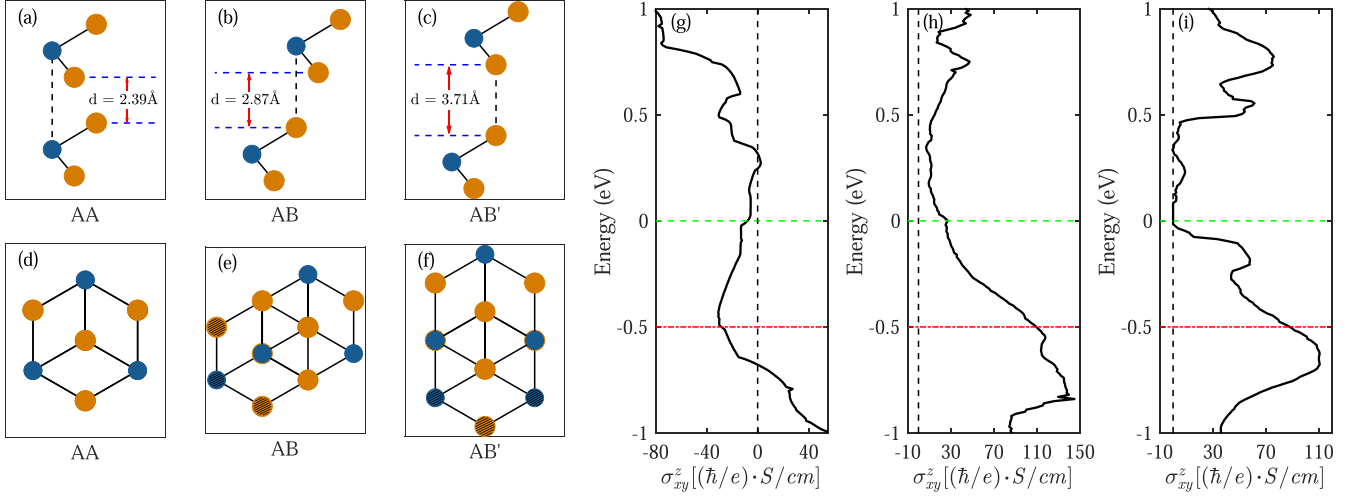 (a)
d = 2.39Å
AA
(b)
d = 2.87Å
AB
(c)
d = 3.71Å
AB'
(d)
AA
(e)
AB
(f)
AB'
(g)
1
0.5
0
-0.5
-1
Energy (eV)
-80 -40 0 40
σ^z_xy[(ħ/e)·S/cm]
(h)
1
0.5
0
-0.5
-1
Energy (eV)
-10 30 70 110 150
σ^z_xy[(ħ/e)·S/cm]
(i)
1
0.5
0
-0.5
-1
Energy (eV)
-10 30 70 110
σ^z_xy[(ħ/e)·S/cm]